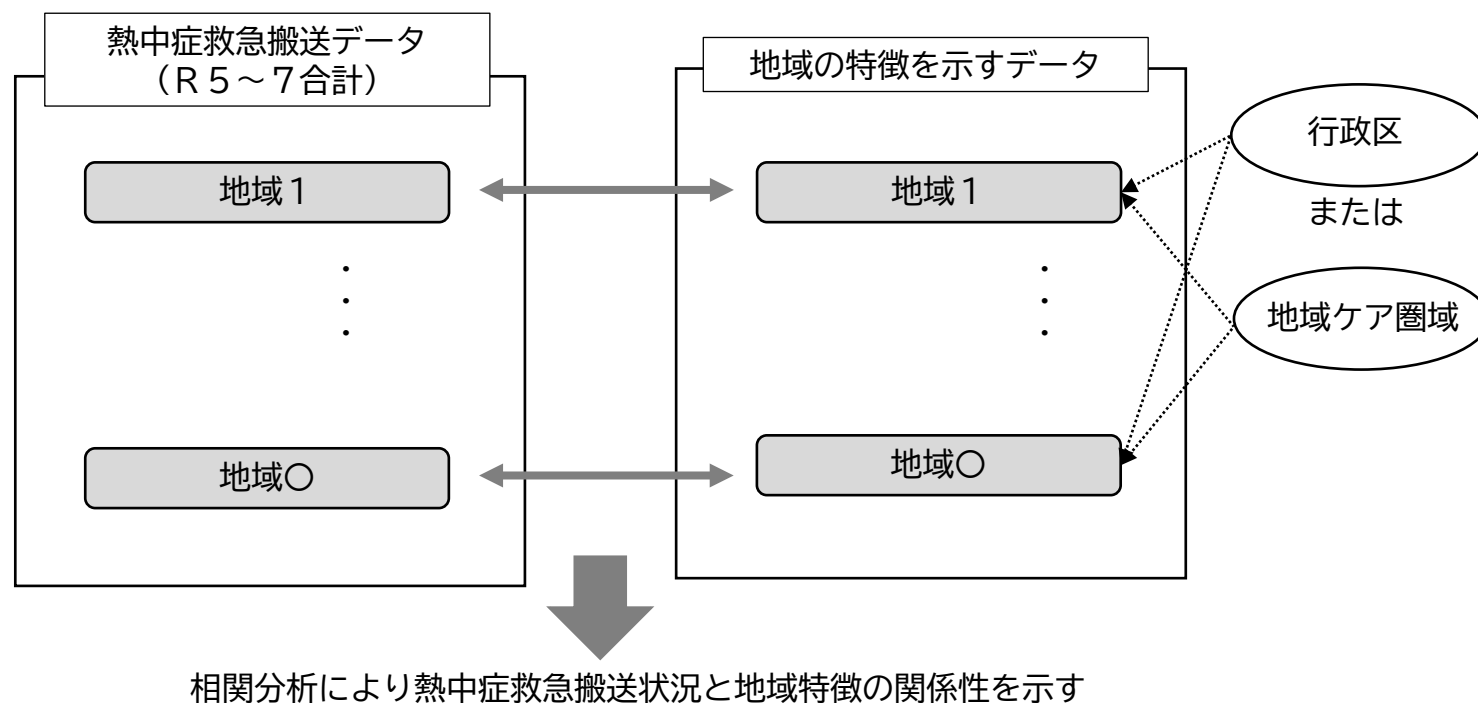 熱中症救急搬送データ
（Ｒ５～７合計）
地域の特徴を示すデータ
行政区
または
地域ケア圏域
地域１
地域１
・
・
・
・
・
・
地域〇
地域〇
相関分析により熱中症救急搬送状況と地域特徴の関係性を示す